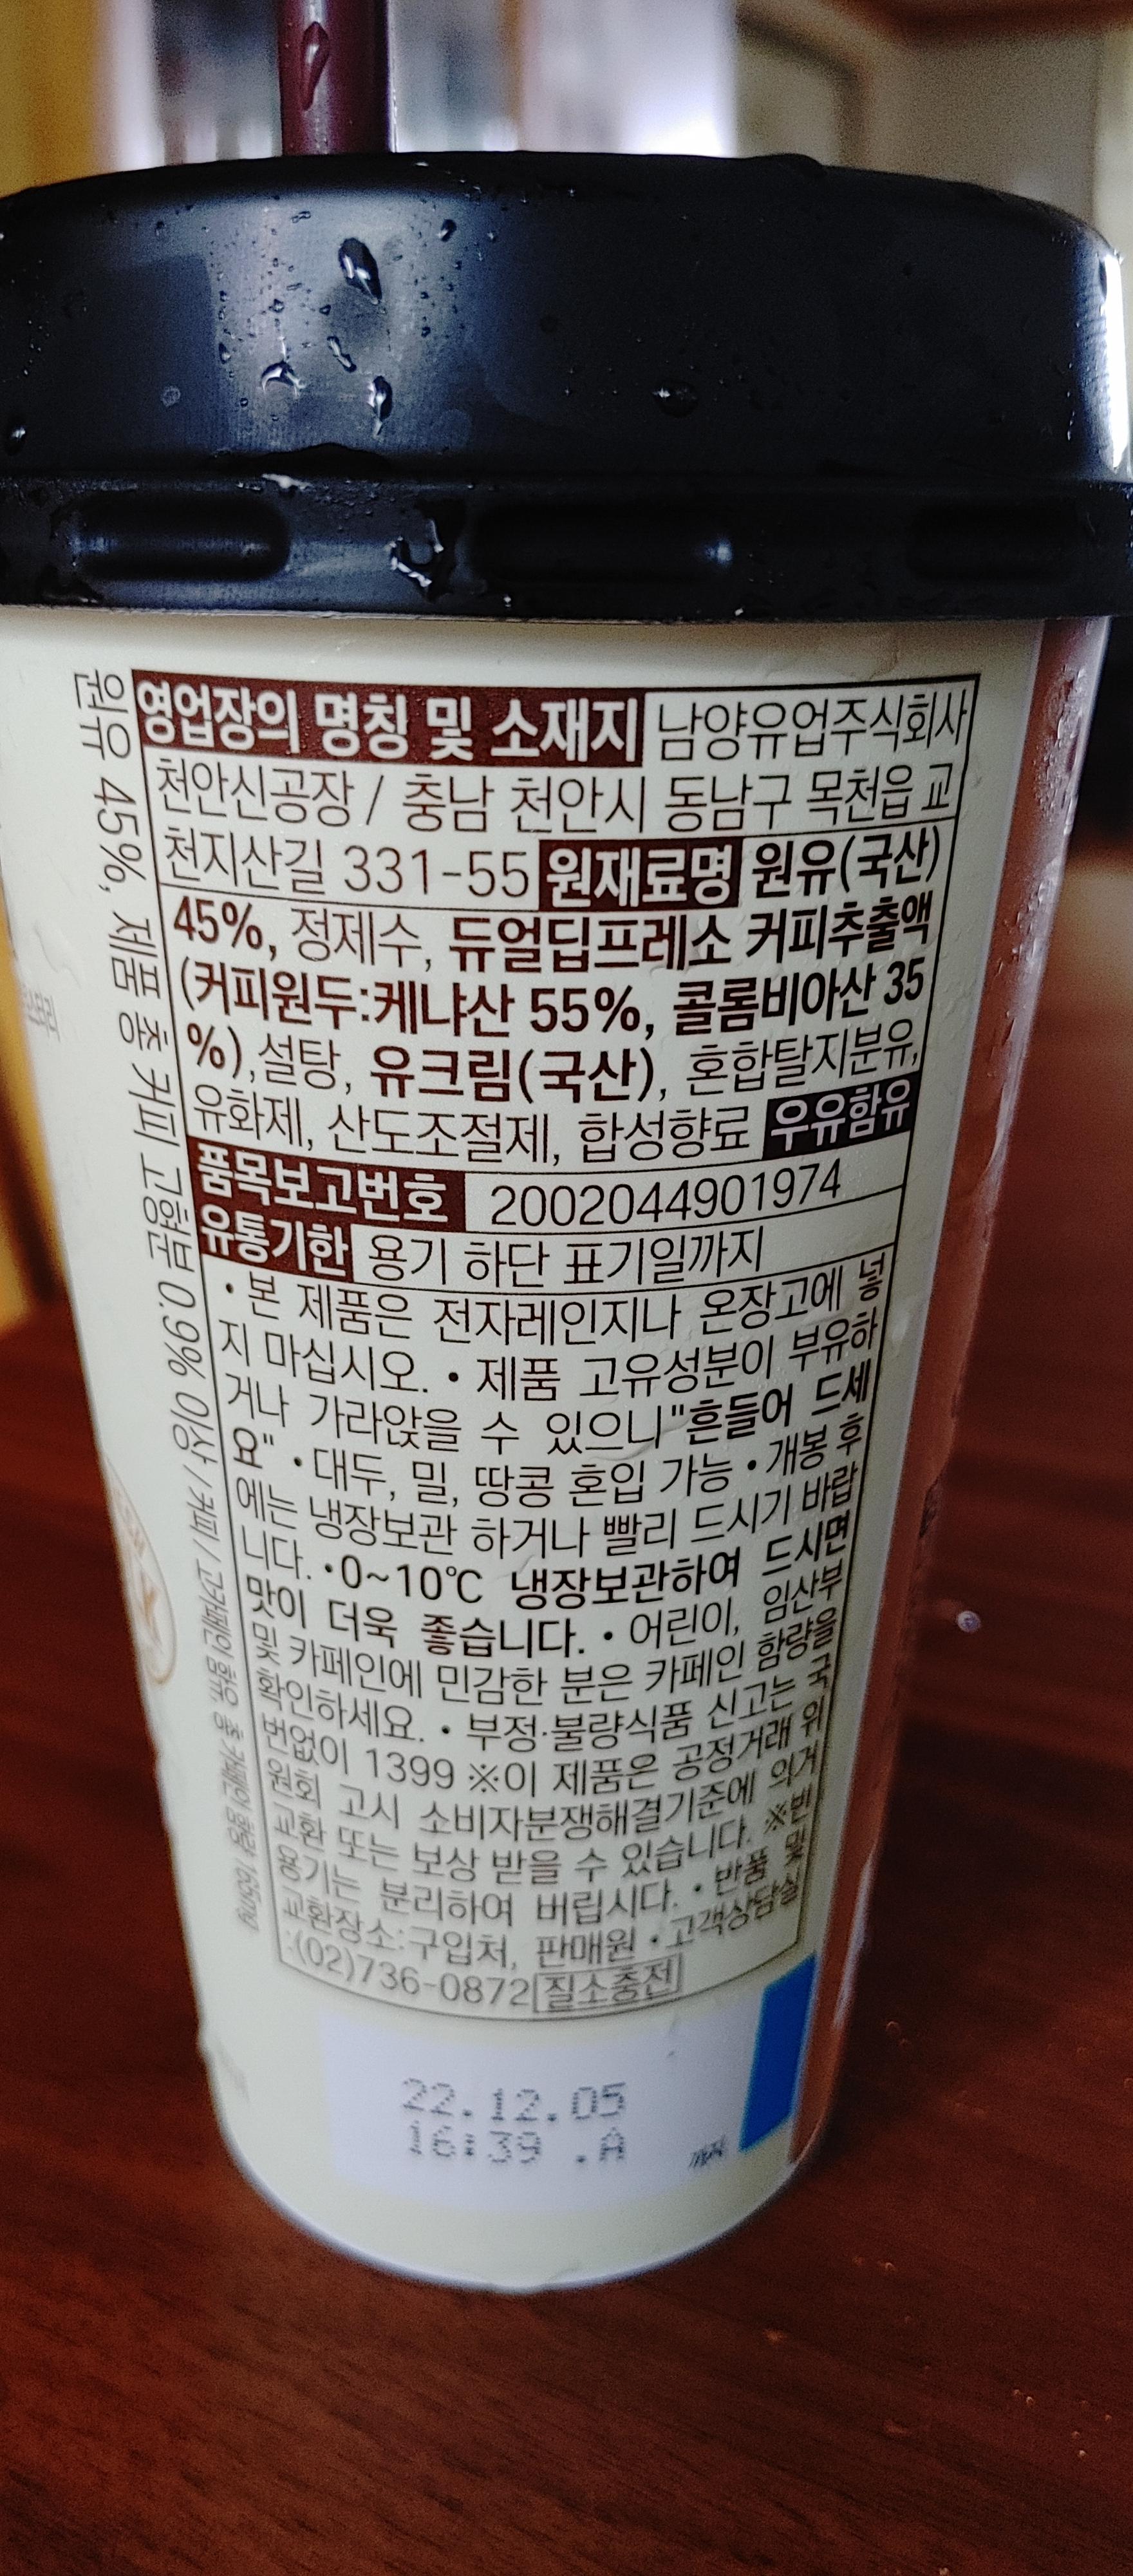 영업장의 명칭 및 소재지 남양유업주식회사
천안신공장 / 충남 천안시 동남구 목천읍 교
천지산길 331-55 원재료명 원유(국산)
45%, 정제수, 듀얼딥프레소 커피추출액
(커피원두:케냐산 55%, 콜롬비아산 35
%),설탕, 유크림(국산), 혼합탈지분유,
유화제, 산도조절제, 합성향료 우유함유
품목보고번호 2002044901974
유통기한 용기 하단 표기일까지
• 본 제품은 전자레인지나 온장고에 넣
지 마십시오. • 제품 고유성분이 부유하
거나 가라앉을 수 있으니"흔들어 드세
요" • 대두, 밀, 땅콩 혼입 가능 • 개봉 후
에는 냉장보관 하거나 빨리 드시기 바랍
니다. •0~10℃ 냉장보관하여 드시면
맛이 더욱 좋습니다. • 어린이, 임산부
및 카페인에 민감한 분은 카페인 함량을
확인하세요. • 부정·불량식품 신고는 국
번없이 1399 ※이 제품은 공정거래 위
원회 고시 소비자분쟁해결기준에 의거
교환 또는 보상 받을 수 있습니다. ※빈
용기는 분리하여 버립시다. • 반품 및
교환장소:구입처, 판매원 •고객상담실
:(02)736-0872 질소충전
원유 45%, 제품 총 커피 고형분 0.9% 이상 / 커피 / 고카페인 함유 총 카페인 함량
22.12.05
16:39 .A
까지